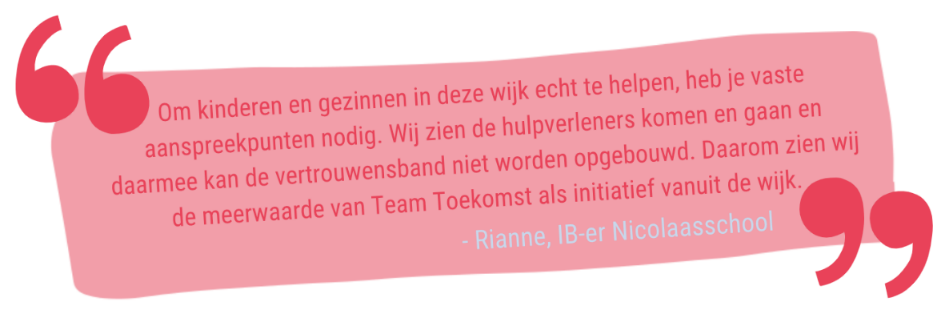 Om kinderen en gezinnen in deze wijk echt te helpen, heb je vaste
aanspreekpunten nodig. Wij zien de hulpverleners komen en gaan en
daarmee kan de vertrouwensband niet worden opgebouwd. Daarom zien wij
de meerwaarde van Team Toekomst als initiatief vanuit de wijk.
- Rianne, IB-er Nicolaasschool